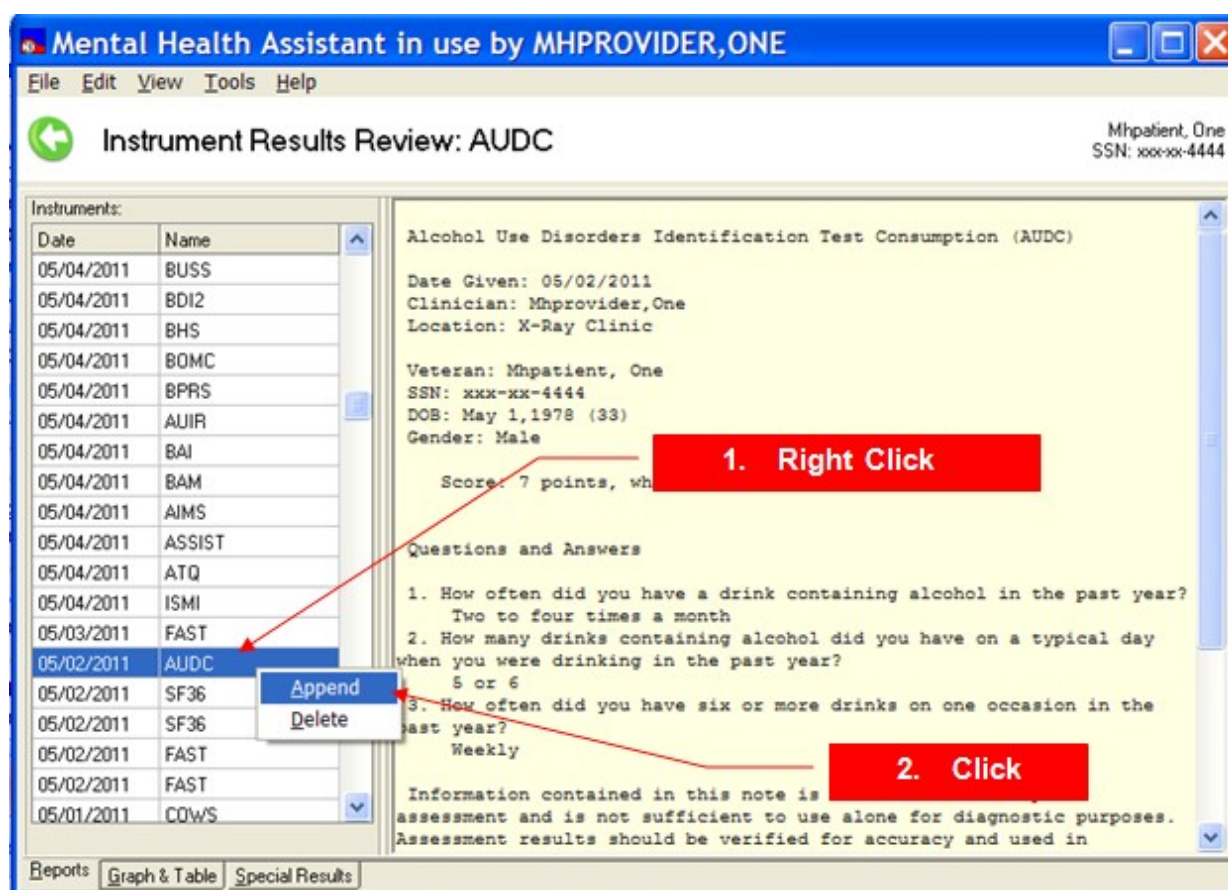 Mental Health Assistant in use by MHPROVIDER,ONE
File Edit View Tools Help
Instrument Results Review: AUDC
Mhpatient, One
SSN: xxx-xx-4444
Instruments:
Date Name
05/04/2011 BUSS
05/04/2011 BDI2
05/04/2011 BHS
05/04/2011 BOMC
05/04/2011 BPRS
05/04/2011 AUIR
05/04/2011 BAI
05/04/2011 BAM
05/04/2011 AIMS
05/04/2011 ASSIST
05/04/2011 ATQ
05/04/2011 ISMI
05/03/2011 FAST
05/02/2011 AUDC
05/02/2011 SF36
05/02/2011 SF36
05/02/2011 FAST
05/02/2011 FAST
05/01/2011 COWS
Append
Delete
Alcohol Use Disorders Identification Test Consumption (AUDC)
Date Given: 05/02/2011
Clinician: Mhprovider,One
Location: X-Ray Clinic
Veteran: Mhpatient, One
SSN: xxx-xx-4444
DOB: May 1,1978 (33)
Gender: Male
1. Right Click
Score: 7 points, wh
Questions and Answers
1. How often did you have a drink containing alcohol in the past year?
Two to four times a month
2. How many drinks containing alcohol did you have on a typical day
when you were drinking in the past year?
5 or 6
3. How often did you have six or more drinks on one occasion in the
past year?
Weekly
2. Click
Information contained in this note is
assessment and is not sufficient to use alone for diagnostic purposes.
Assessment results should be verified for accuracy and used in
Reports Graph & Table Special Results